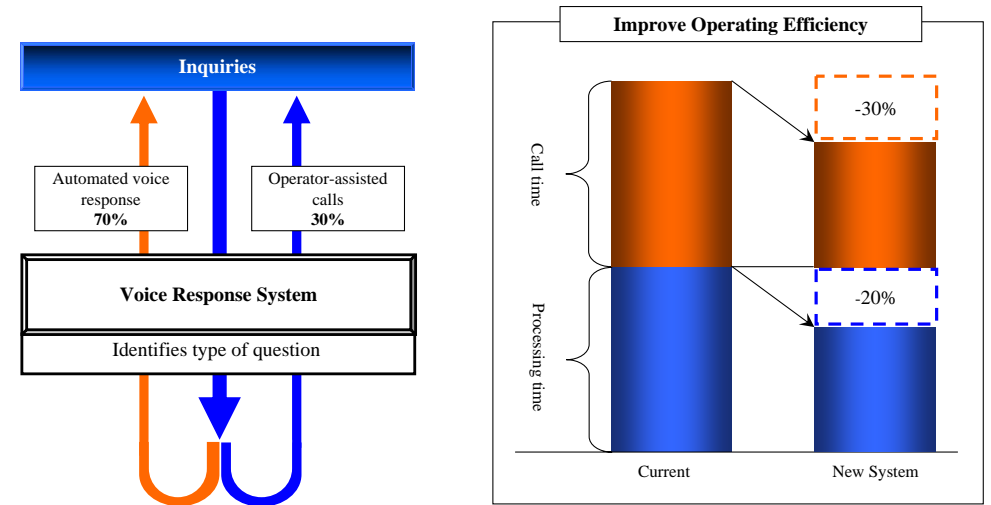 Inquiries
Automated voice
response
70%
Operator-assisted
calls
30%
Voice Response System
Identifies type of question
Improve Operating Efficiency
Call time
Processing time
-30%
-20%
Current
New System